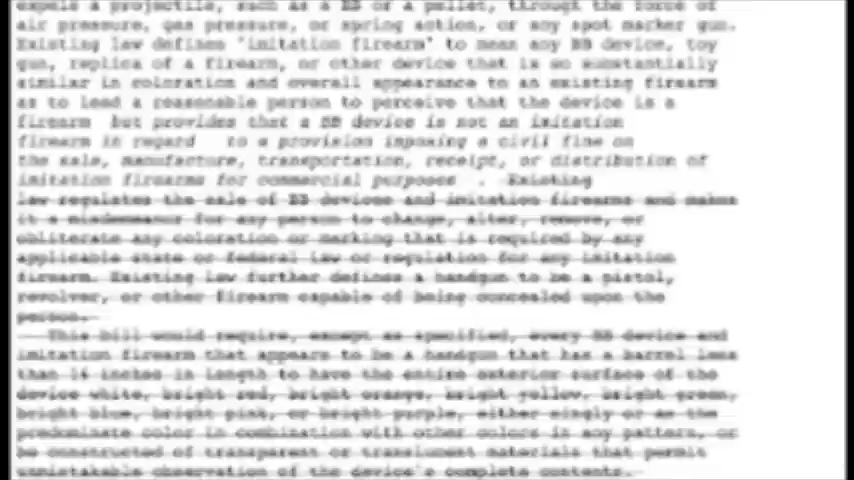 expels a projectile, such as a BB or a pellet, through the force of
air pressure, gas pressure, or spring action, or any spot marker gun.
Existing law defines "imitation firearm" to mean any BB device, toy
gun, replica of a firearm, or other device that is so substantially
similar in coloration and overall appearance to an existing firearm
as to lead a reasonable person to perceive that the device is a
firearm but provides that a BB device is not an imitation
firearm in regard to a provision imposing a civil fine on
the sale, manufacture, transportation, receipt, or distribution of
imitation firearms for commercial purposes . Existing
law regulates the sale of BB devices and imitation firearms and makes
it a misdemeanor for any person to change, alter, remove, or
obliterate any coloration or marking that is required by any
applicable state or federal law or regulation for any imitation
firearm. Existing law further defines a handgun to be a pistol,
revolver, or other firearm capable of being concealed upon the
person.
This bill would require, except as specified, every BB device and
imitation firearm that appears to be a handgun that has a barrel less
than 16 inches in length to have the entire exterior surface of the
device white, bright red, bright orange, bright yellow, bright green,
bright blue, bright pink, or bright purple, either singly or as the
predominate color in combination with other colors in any pattern, or
be constructed of transparent or translucent materials that permit
unmistakable observation of the device's complete contents.